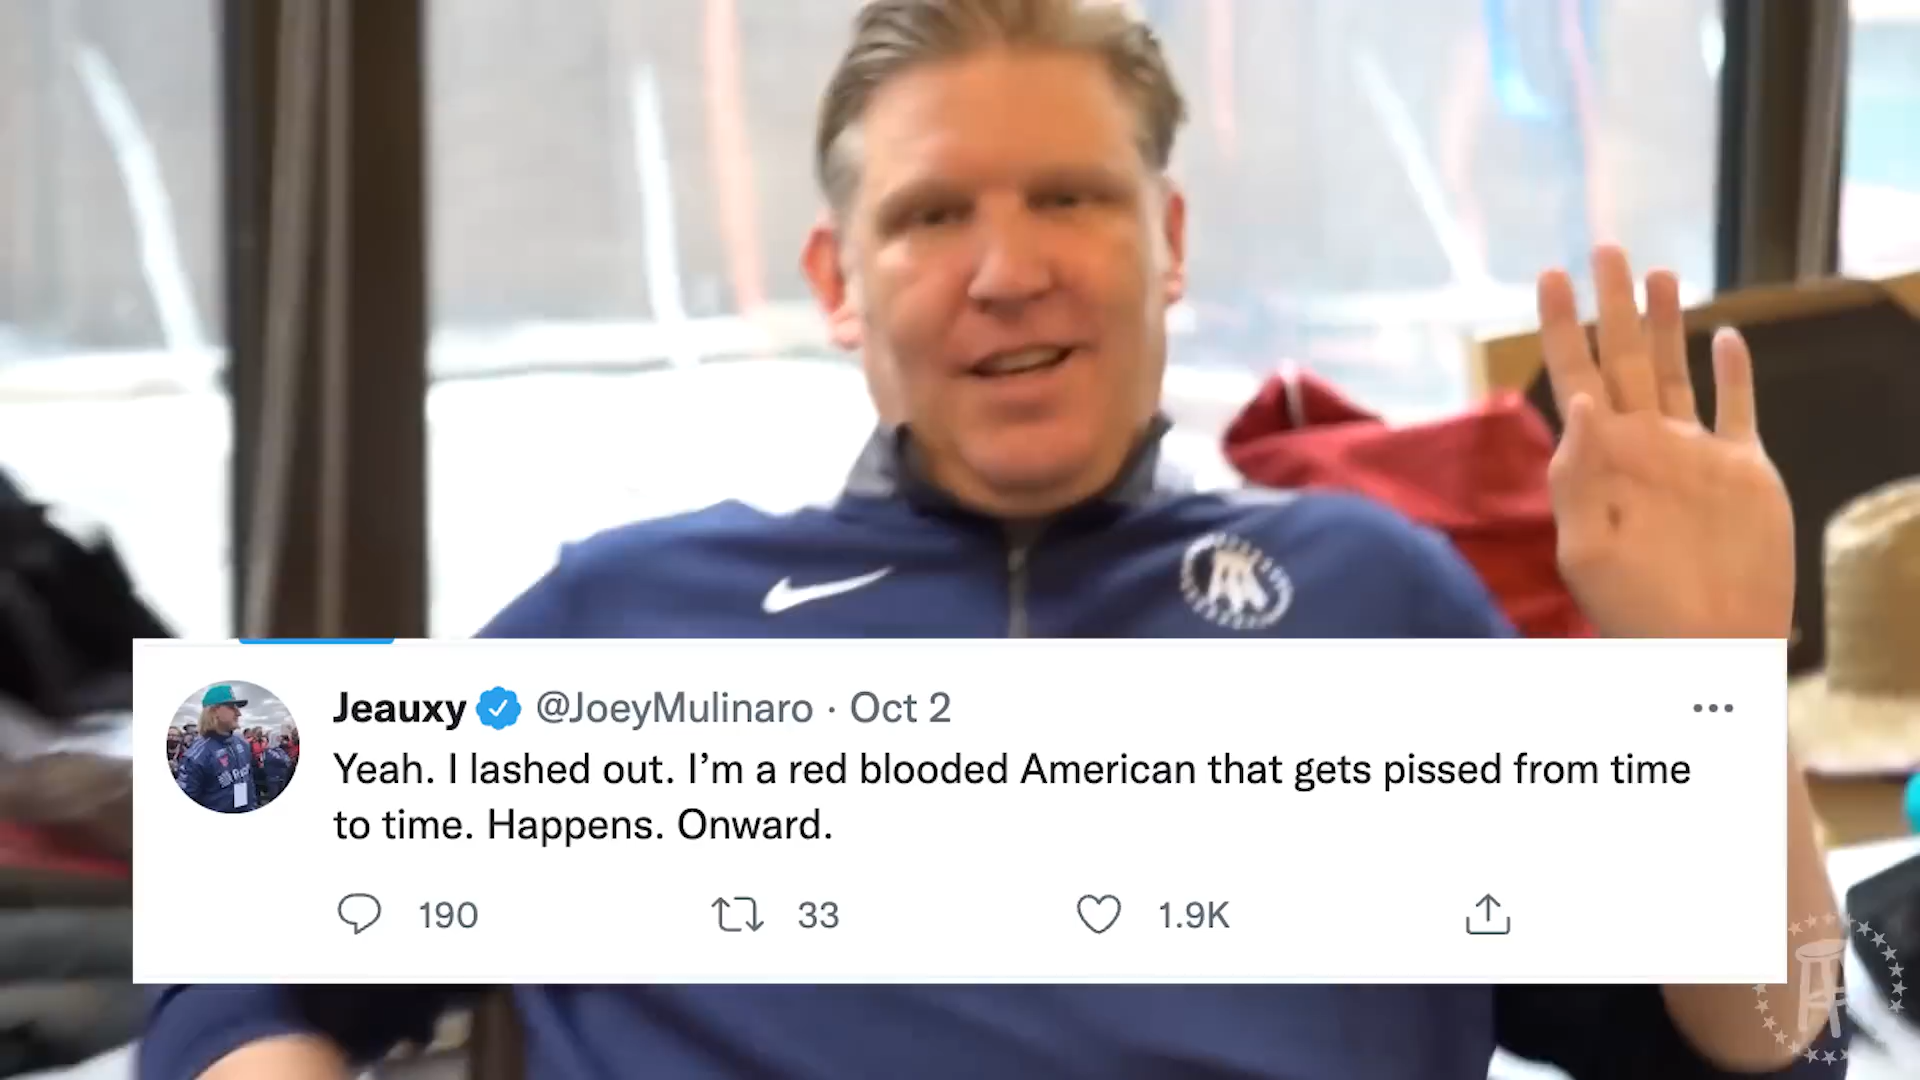 Jeauxy @JoeyMulinaro · Oct 2
Yeah. I lashed out. I’m a red blooded American that gets pissed from time
to time. Happens. Onward.
190 33 1.9K